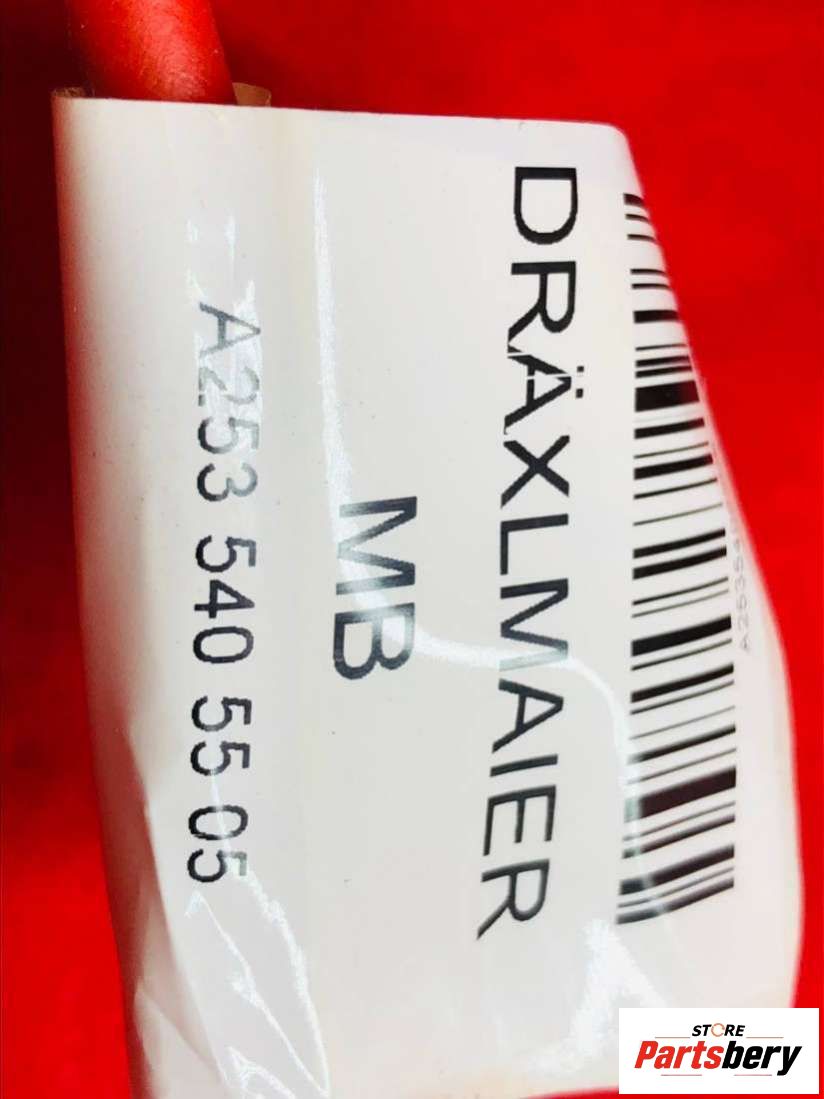 DRÄXLMAIER
MB
A253 540 55 05
STORE
Partsbery